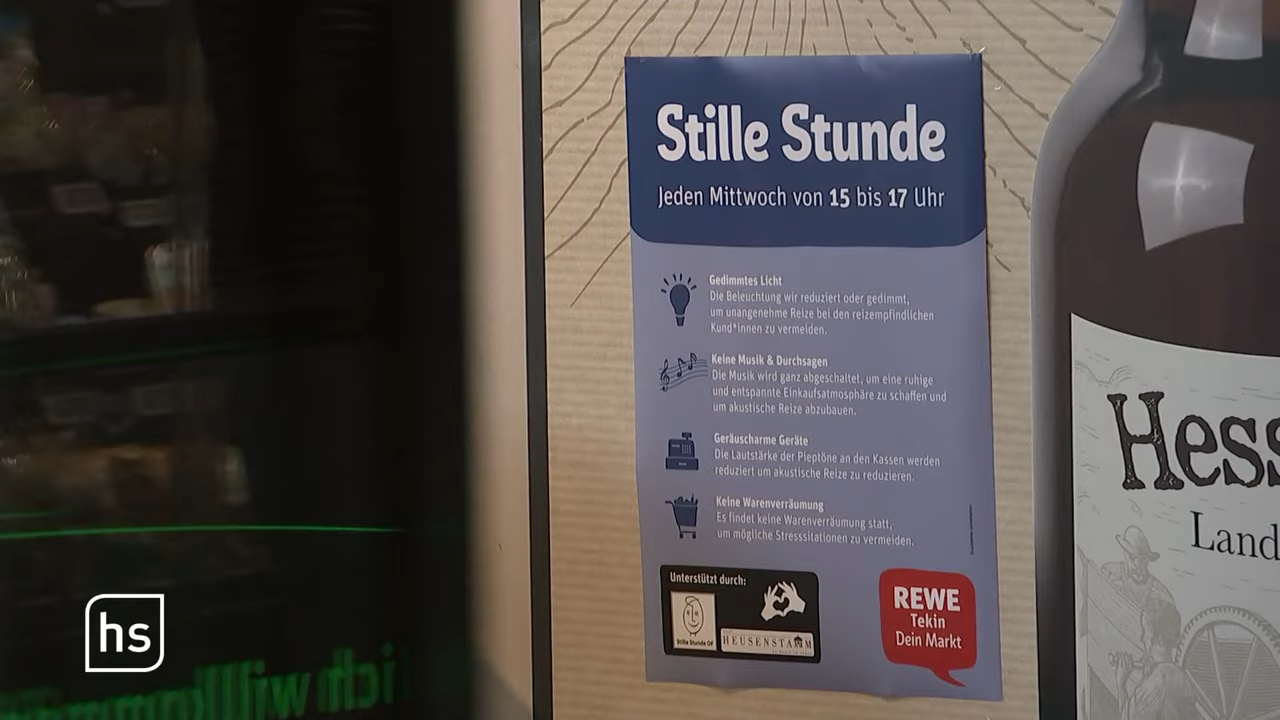 Stille Stunde
Jeden Mittwoch von 15 bis 17 Uhr
Gedimmtes Licht
Die Beleuchtung wir reduziert oder gedimmt,
um unangenehme Reize bei den reizempfindlichen
Kund*innen zu vermeiden.
Keine Musik & Durchsagen
Die Musik wird ganz abgeschaltet, um eine ruhige
und entspannte Einkaufsatmosphäre zu schaffen und
um akustische Reize abzubauen.
Geräuscharme Geräte
Die Lautstärke der Pieptöne an den Kassen werden
reduziert um akustische Reize zu reduzieren.
Keine Warenverräumung
Es findet keine Warenverräumung statt,
um mögliche Stresssitationen zu vermeiden.
Unterstützt durch:
Stille Stunde OF
HEUSENSTAMM
REWE
Tekin
Dein Markt
Hess
Land
hs